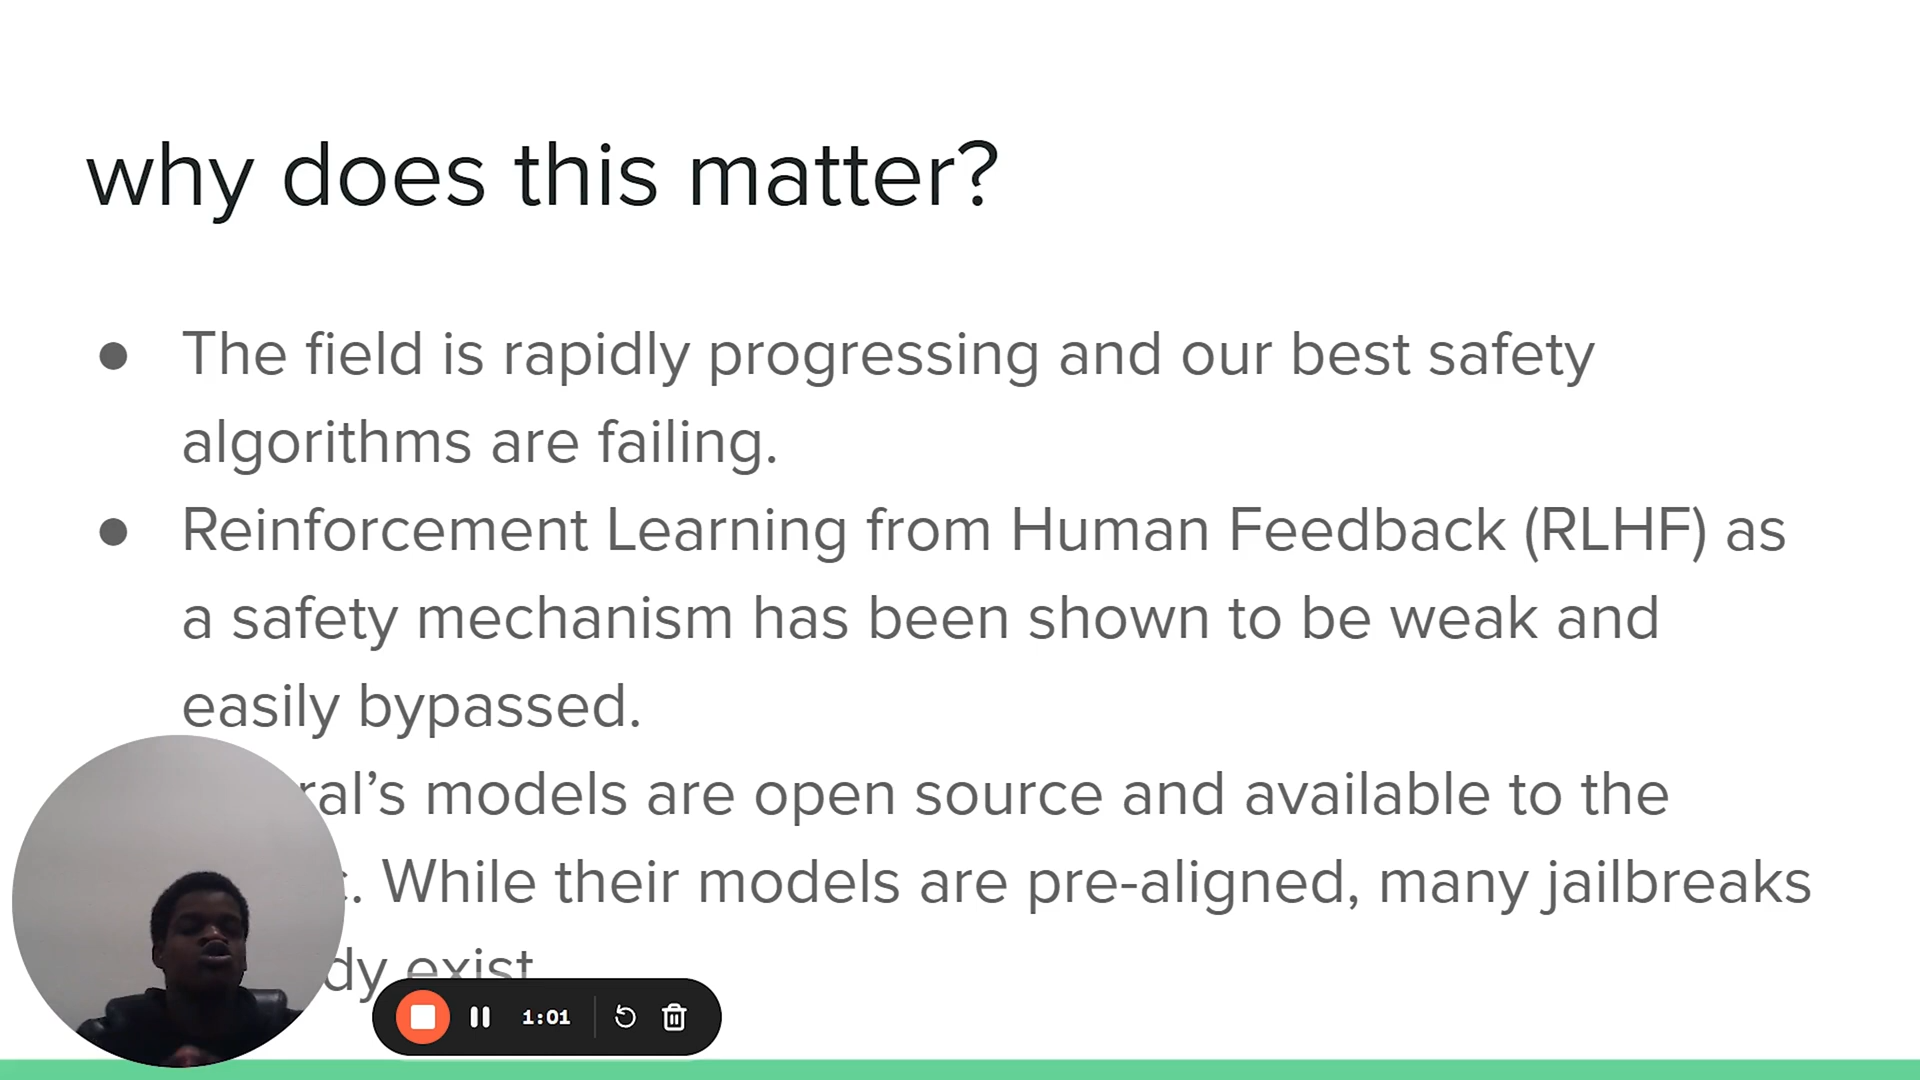 why does this matter?
● The field is rapidly progressing and our best safety
algorithms are failing.
● Reinforcement Learning from Human Feedback (RLHF) as
a safety mechanism has been shown to be weak and
easily bypassed.
ral’s models are open source and available to the
c. While their models are pre-aligned, many jailbreaks
dy exist
1:01